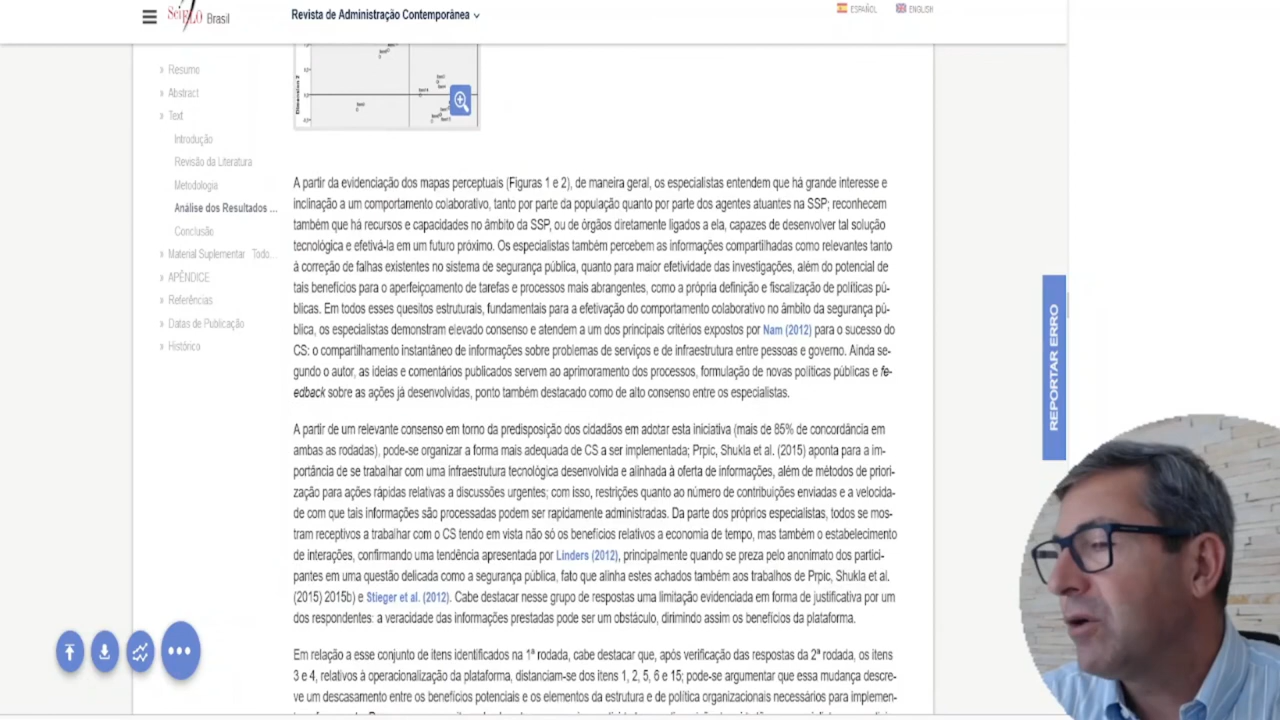 SciELO Brasil
Revista de Administração Contemporânea
ESPAÑOL
ENGLISH
» Resumo
» Abstract
» Text
Introdução
Revisão da Literatura
Metodologia
Análise dos Resultados ...
Conclusão
» Material Suplementar Todo...
» APÊNDICE
» Referências
» Datas de Publicação
» Histórico
A partir da evidenciação dos mapas perceptuais (Figuras 1 e 2), de maneira geral, os especialistas entendem que há grande interesse e
inclinação a um comportamento colaborativo, tanto por parte da população quanto por parte dos agentes atuantes na SSP; reconhecem
também que há recursos e capacidades no âmbito da SSP, ou de órgãos diretamente ligados a ela, capazes de desenvolver tal solução
tecnológica e efetivá-la em um futuro próximo. Os especialistas também percebem as informações compartilhadas como relevantes tanto
à correção de falhas existentes no sistema de segurança pública, quanto para maior efetividade das investigações, além do potencial de
tais benefícios para o aperfeiçoamento de tarefas e processos mais abrangentes, como a própria definição e fiscalização de políticas pú-
blicas. Em todos esses quesitos estruturais, fundamentais para a efetivação do comportamento colaborativo no âmbito da segurança pú-
blica, os especialistas demonstram elevado consenso e atendem a um dos principais critérios expostos por Nam (2012) para o sucesso do
CS: o compartilhamento instantâneo de informações sobre problemas de serviços e de infraestrutura entre pessoas e governo. Ainda se-
gundo o autor, as ideias e comentários publicados servem ao aprimoramento dos processos, formulação de novas políticas públicas e fe-
edback sobre as ações já desenvolvidas, ponto também destacado como de alto consenso entre os especialistas.
A partir de um relevante consenso em torno da predisposição dos cidadãos em adotar esta iniciativa (mais de 85% de concordância em
ambas as rodadas), pode-se organizar a forma mais adequada de CS a ser implementada; Prpic, Shukla et al. (2015) aponta para a im-
portância de se trabalhar com uma infraestrutura tecnológica desenvolvida e alinhada à oferta de informações, além de métodos de priori-
zação para ações rápidas relativas a discussões urgentes; com isso, restrições quanto ao número de contribuições enviadas e a velocida-
de com que tais informações são processadas podem ser rapidamente administradas. Da parte dos próprios especialistas, todos se mos-
tram receptivos a trabalhar com o CS tendo em vista não só os benefícios relativos a economia de tempo, mas também o estabelecimento
de interações, confirmando uma tendência apresentada por Linders (2012), principalmente quando se preza pelo anonimato dos partici-
pantes em uma questão delicada como a segurança pública, fato que alinha estes achados também aos trabalhos de Prpic, Shukla et al.
(2015) 2015b) e Stieger et al. (2012). Cabe destacar nesse grupo de respostas uma limitação evidenciada em forma de justificativa por um
dos respondentes: a veracidade das informações prestadas pode ser um obstáculo, dirimindo assim os benefícios da plataforma.
Em relação a esse conjunto de itens identificados na 1ª rodada, cabe destacar que, após verificação das respostas da 2ª rodada, os itens
3 e 4, relativos à operacionalização da plataforma, distanciam-se dos itens 1, 2, 5, 6 e 15; pode-se argumentar que essa mudança descre-
ve um descasamento entre os benefícios potenciais e os elementos da estrutura e de política organizacionais necessários para implemen-
REPORTAR ERRO